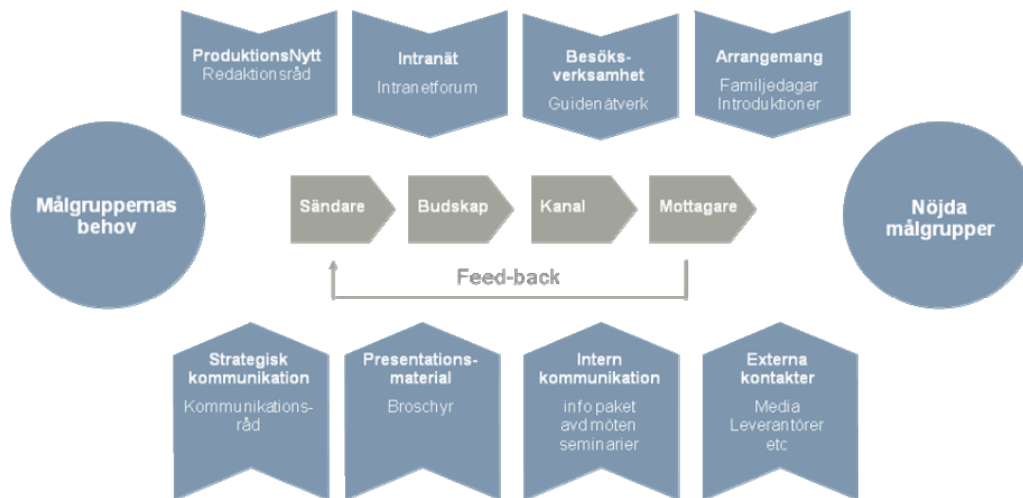 ProduktionsNytt
Redaktionsråd
Intranät
Intranetforum
Besöks-
verksamhet
Guidenätverk
Arrangemang
Familjedagar
Introduktioner
Målgruppernas
behov
Sändare
Budskap
Kanal
Mottagare
Nöjda
målgrupper
Feed-back
Strategisk
kommunikation
Kommunikations-
råd
Presentations-
material
Broschyr
Intern
kommunikation
info paket
avd möten
seminarier
Externa
kontakter
Media
Leverantörer
etc